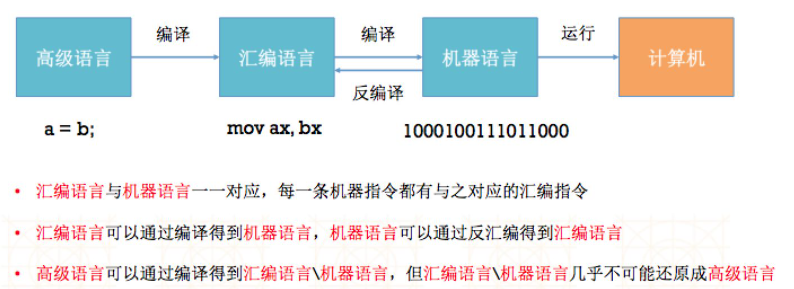 编译
编译
运行
高级语言
汇编语言
机器语言
计算机
反编译
a = b;
mov ax, bx
1000100111011000
• 汇编语言与机器语言一一对应，每一条机器指令都有与之对应的汇编指令
• 汇编语言可以通过编译得到机器语言，机器语言可以通过反汇编得到汇编语言
• 高级语言可以通过编译得到汇编语言\机器语言，但汇编语言\机器语言几乎不可能还原成高级语言